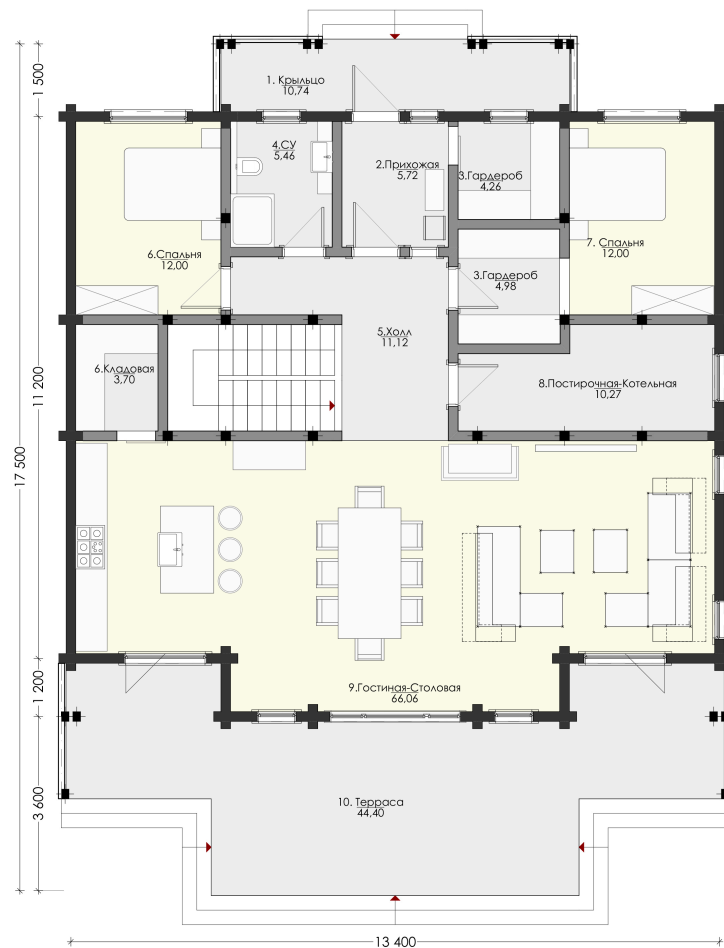 1 500
1. Крыльцо
10,74
4.СУ
5,46
2.Прихожая
5,72
3.Гардероб
4,26
6.Спальня
12,00
7. Спальня
12,00
3.Гардероб
4,98
5.Холл
11,12
6.Кладовая
3,70
8.Постирочная-Котельная
10,27
11 200
17 500
9.Гостиная-Столовая
66,06
1 200
3 600
10. Терраса
44,40
13 400